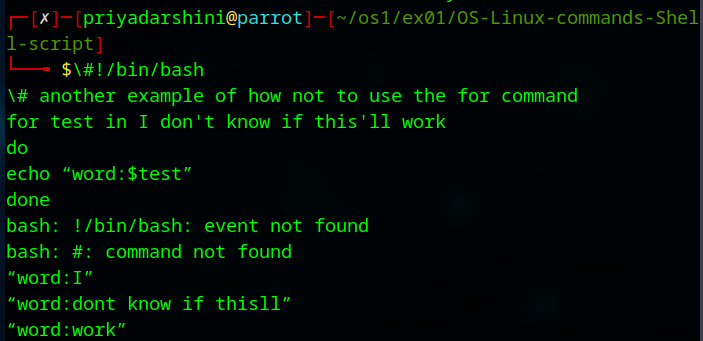 ┌─[✗]─[priyadarshini@parrot]─[~/os1/ex01/OS-Linux-commands-Shel
l-script]
└──╼ $\#!/bin/bash
\# another example of how not to use the for command
for test in I don't know if this'll work
do
echo “word:$test”
done
bash: !/bin/bash: event not found
bash: #: command not found
“word:I”
“word:dont know if thisll”
“word:work”